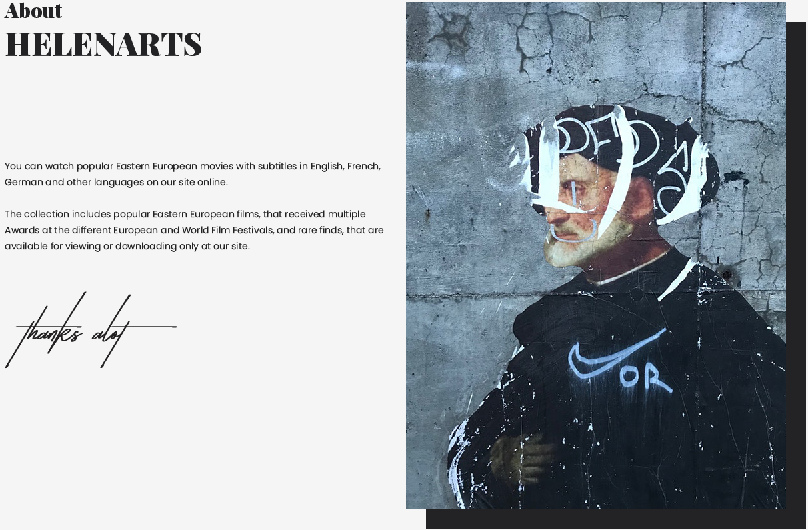 About
HELENARTS
You can watch popular Eastern European movies with subtitles in English, French,
German and other languages on our site online.
The collection includes popular Eastern European films, that received multiple
Awards at the different European and World Film Festivals, and rare finds, that are
available for viewing or downloading only at our site.
thanks alot
OR